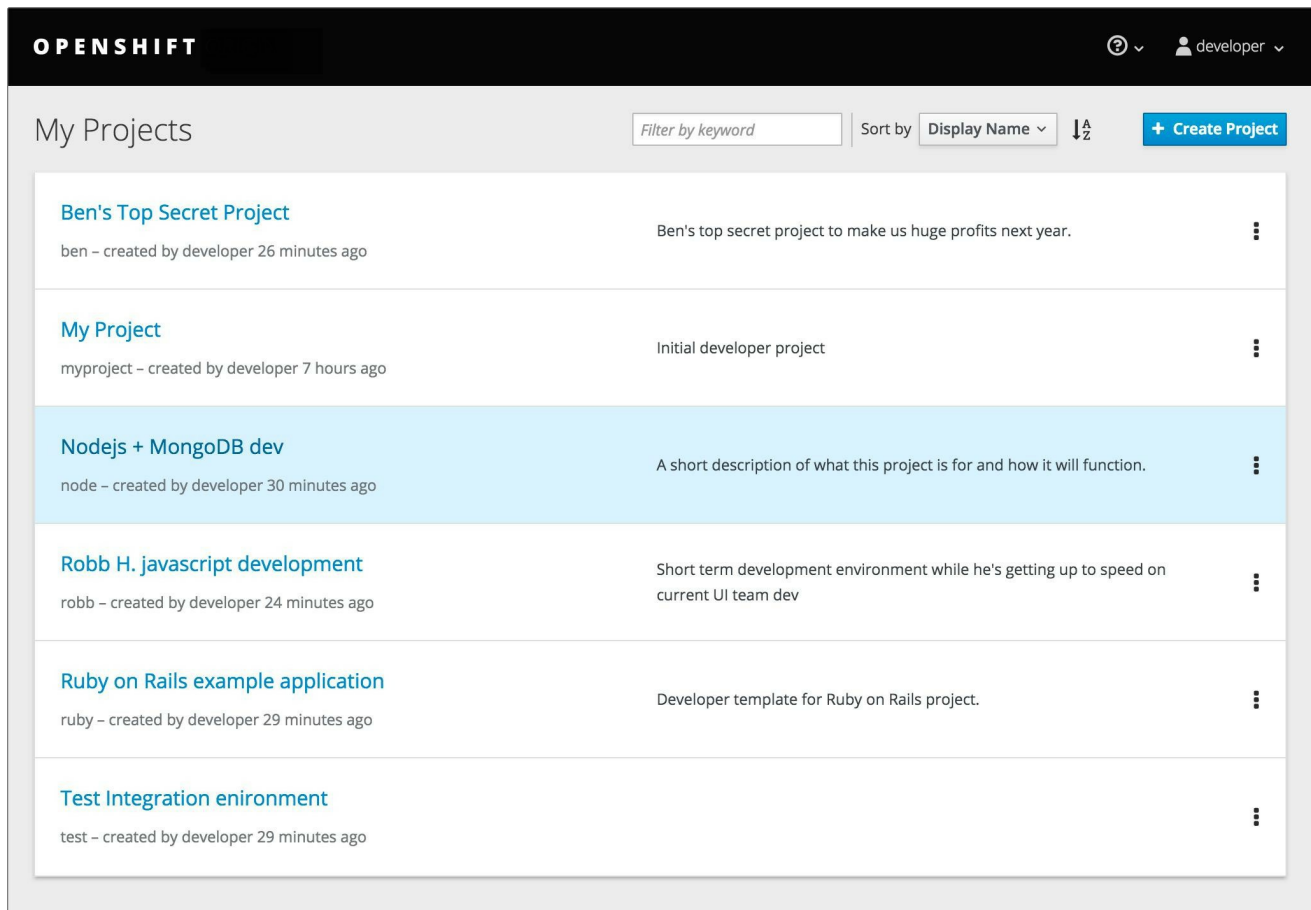 OPENSHIFT
developer
My Projects
Filter by keyword
Sort by
Display Name
A
Z
+ Create Project
Ben's Top Secret Project
ben – created by developer 26 minutes ago
Ben's top secret project to make us huge profits next year.
My Project
myproject – created by developer 7 hours ago
Initial developer project
Nodejs + MongoDB dev
node – created by developer 30 minutes ago
A short description of what this project is for and how it will function.
Robb H. javascript development
robb – created by developer 24 minutes ago
Short term development environment while he's getting up to speed on
current UI team dev
Ruby on Rails example application
ruby – created by developer 29 minutes ago
Developer template for Ruby on Rails project.
Test Integration enironment
test – created by developer 29 minutes ago